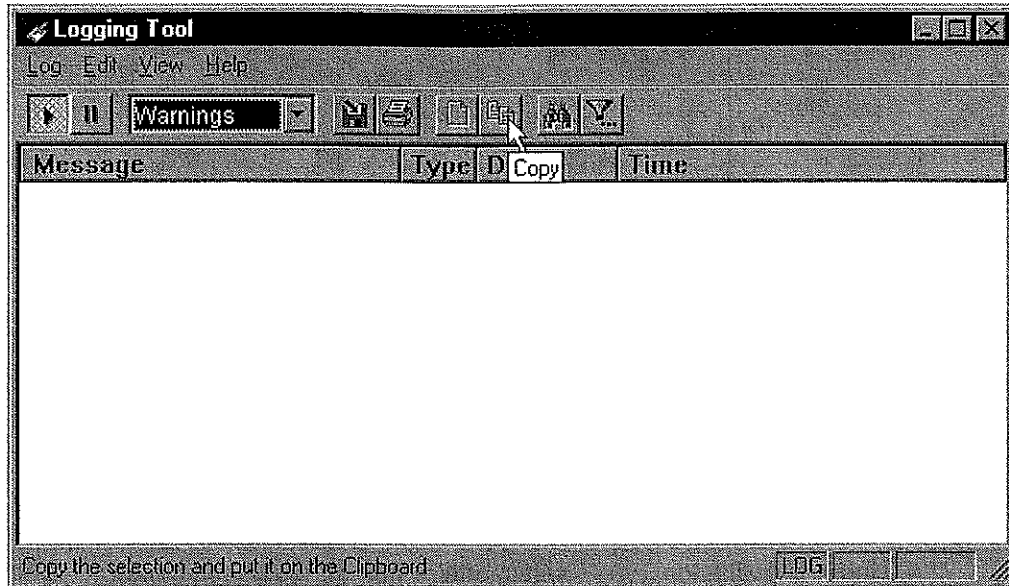 Logging Tool
Log Edit View Help
Warnings
Message Type D Time
Copy
Copy the selection and put it on the Clipboard
LOG